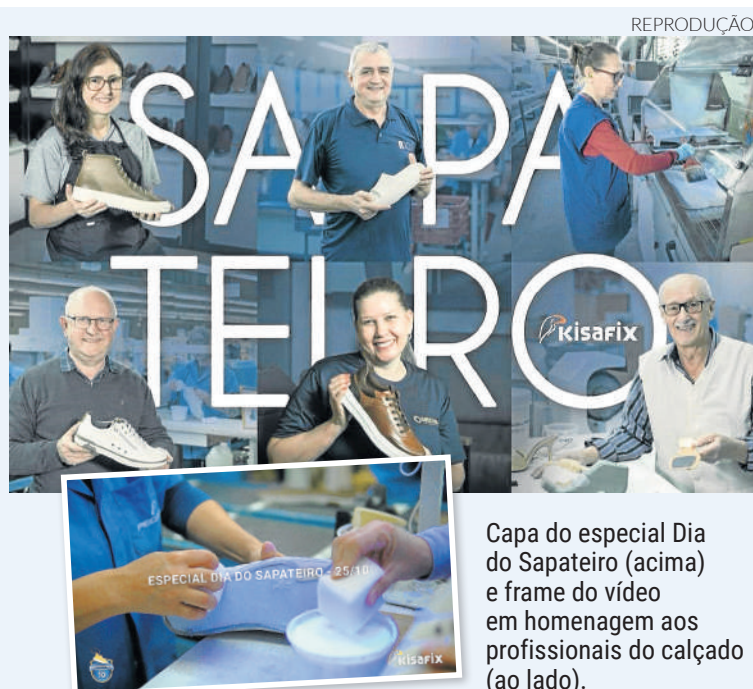 REPRODUÇÃO
SAPA
TEIRO
Kisafix
ESPECIAL DIA DO SAPATEIRO - 25/10
Kisafix
Capa do especial Dia
do Sapateiro (acima)
e frame do vídeo
em homenagem aos
profissionais do calçado
(ao lado).